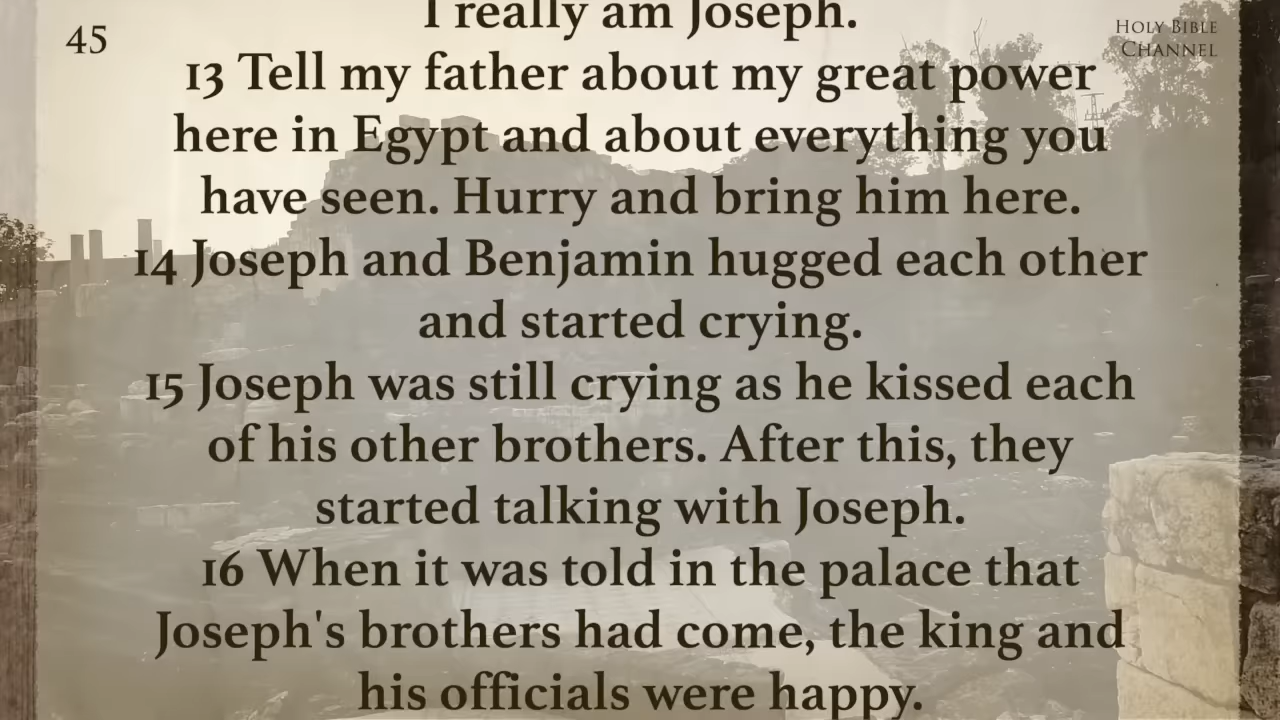 45
HOLY BIBLE
CHANNEL
I really am Joseph.
13 Tell my father about my great power
here in Egypt and about everything you
have seen. Hurry and bring him here.
14 Joseph and Benjamin hugged each other
and started crying.
15 Joseph was still crying as he kissed each
of his other brothers. After this, they
started talking with Joseph.
16 When it was told in the palace that
Joseph's brothers had come, the king and
his officials were happy.